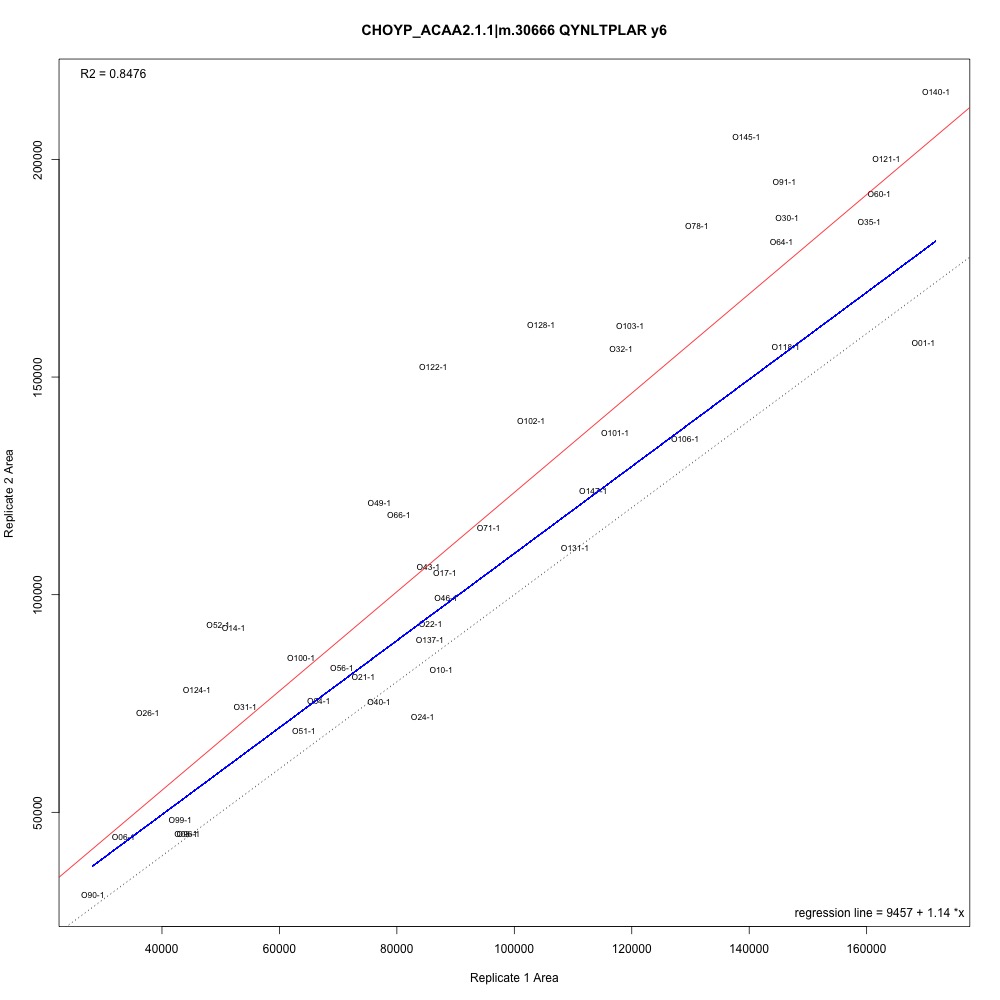 CHOYP_ACAA2.1.1|m.30666 QYNLTPLAR y6
R2 = 0.8476
O140-1
O145-1
O121-1
O91-1
O60-1
O30-1
O35-1
O78-1
O64-1
O128-1
O103-1
O01-1
O32-1
O118-1
O122-1
O102-1
O101-1
O106-1
O147-1
O49-1
O66-1
O71-1
O131-1
O43-1
O17-1
O46-1
O52-1
O14-1
O22-1
O137-1
O100-1
O56-1
O10-1
O21-1
O124-1
O31-1
O40-1
O26-1
O24-1
O51-1
O99-1
O06-1
O90-1
regression line = 9457 + 1.14 *x
50000
100000
150000
200000
Replicate 2 Area
40000
60000
80000
100000
120000
140000
160000
Replicate 1 Area